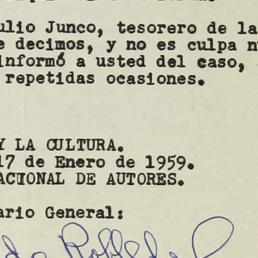 ulio Junco, tesorero de la
e decimos, y no es culpa n
informó a usted del caso,
repetidas ocasiones.
Y LA CULTURA.
17 de Enero de 1959.
ACIONAL DE AUTORES.
ario General: